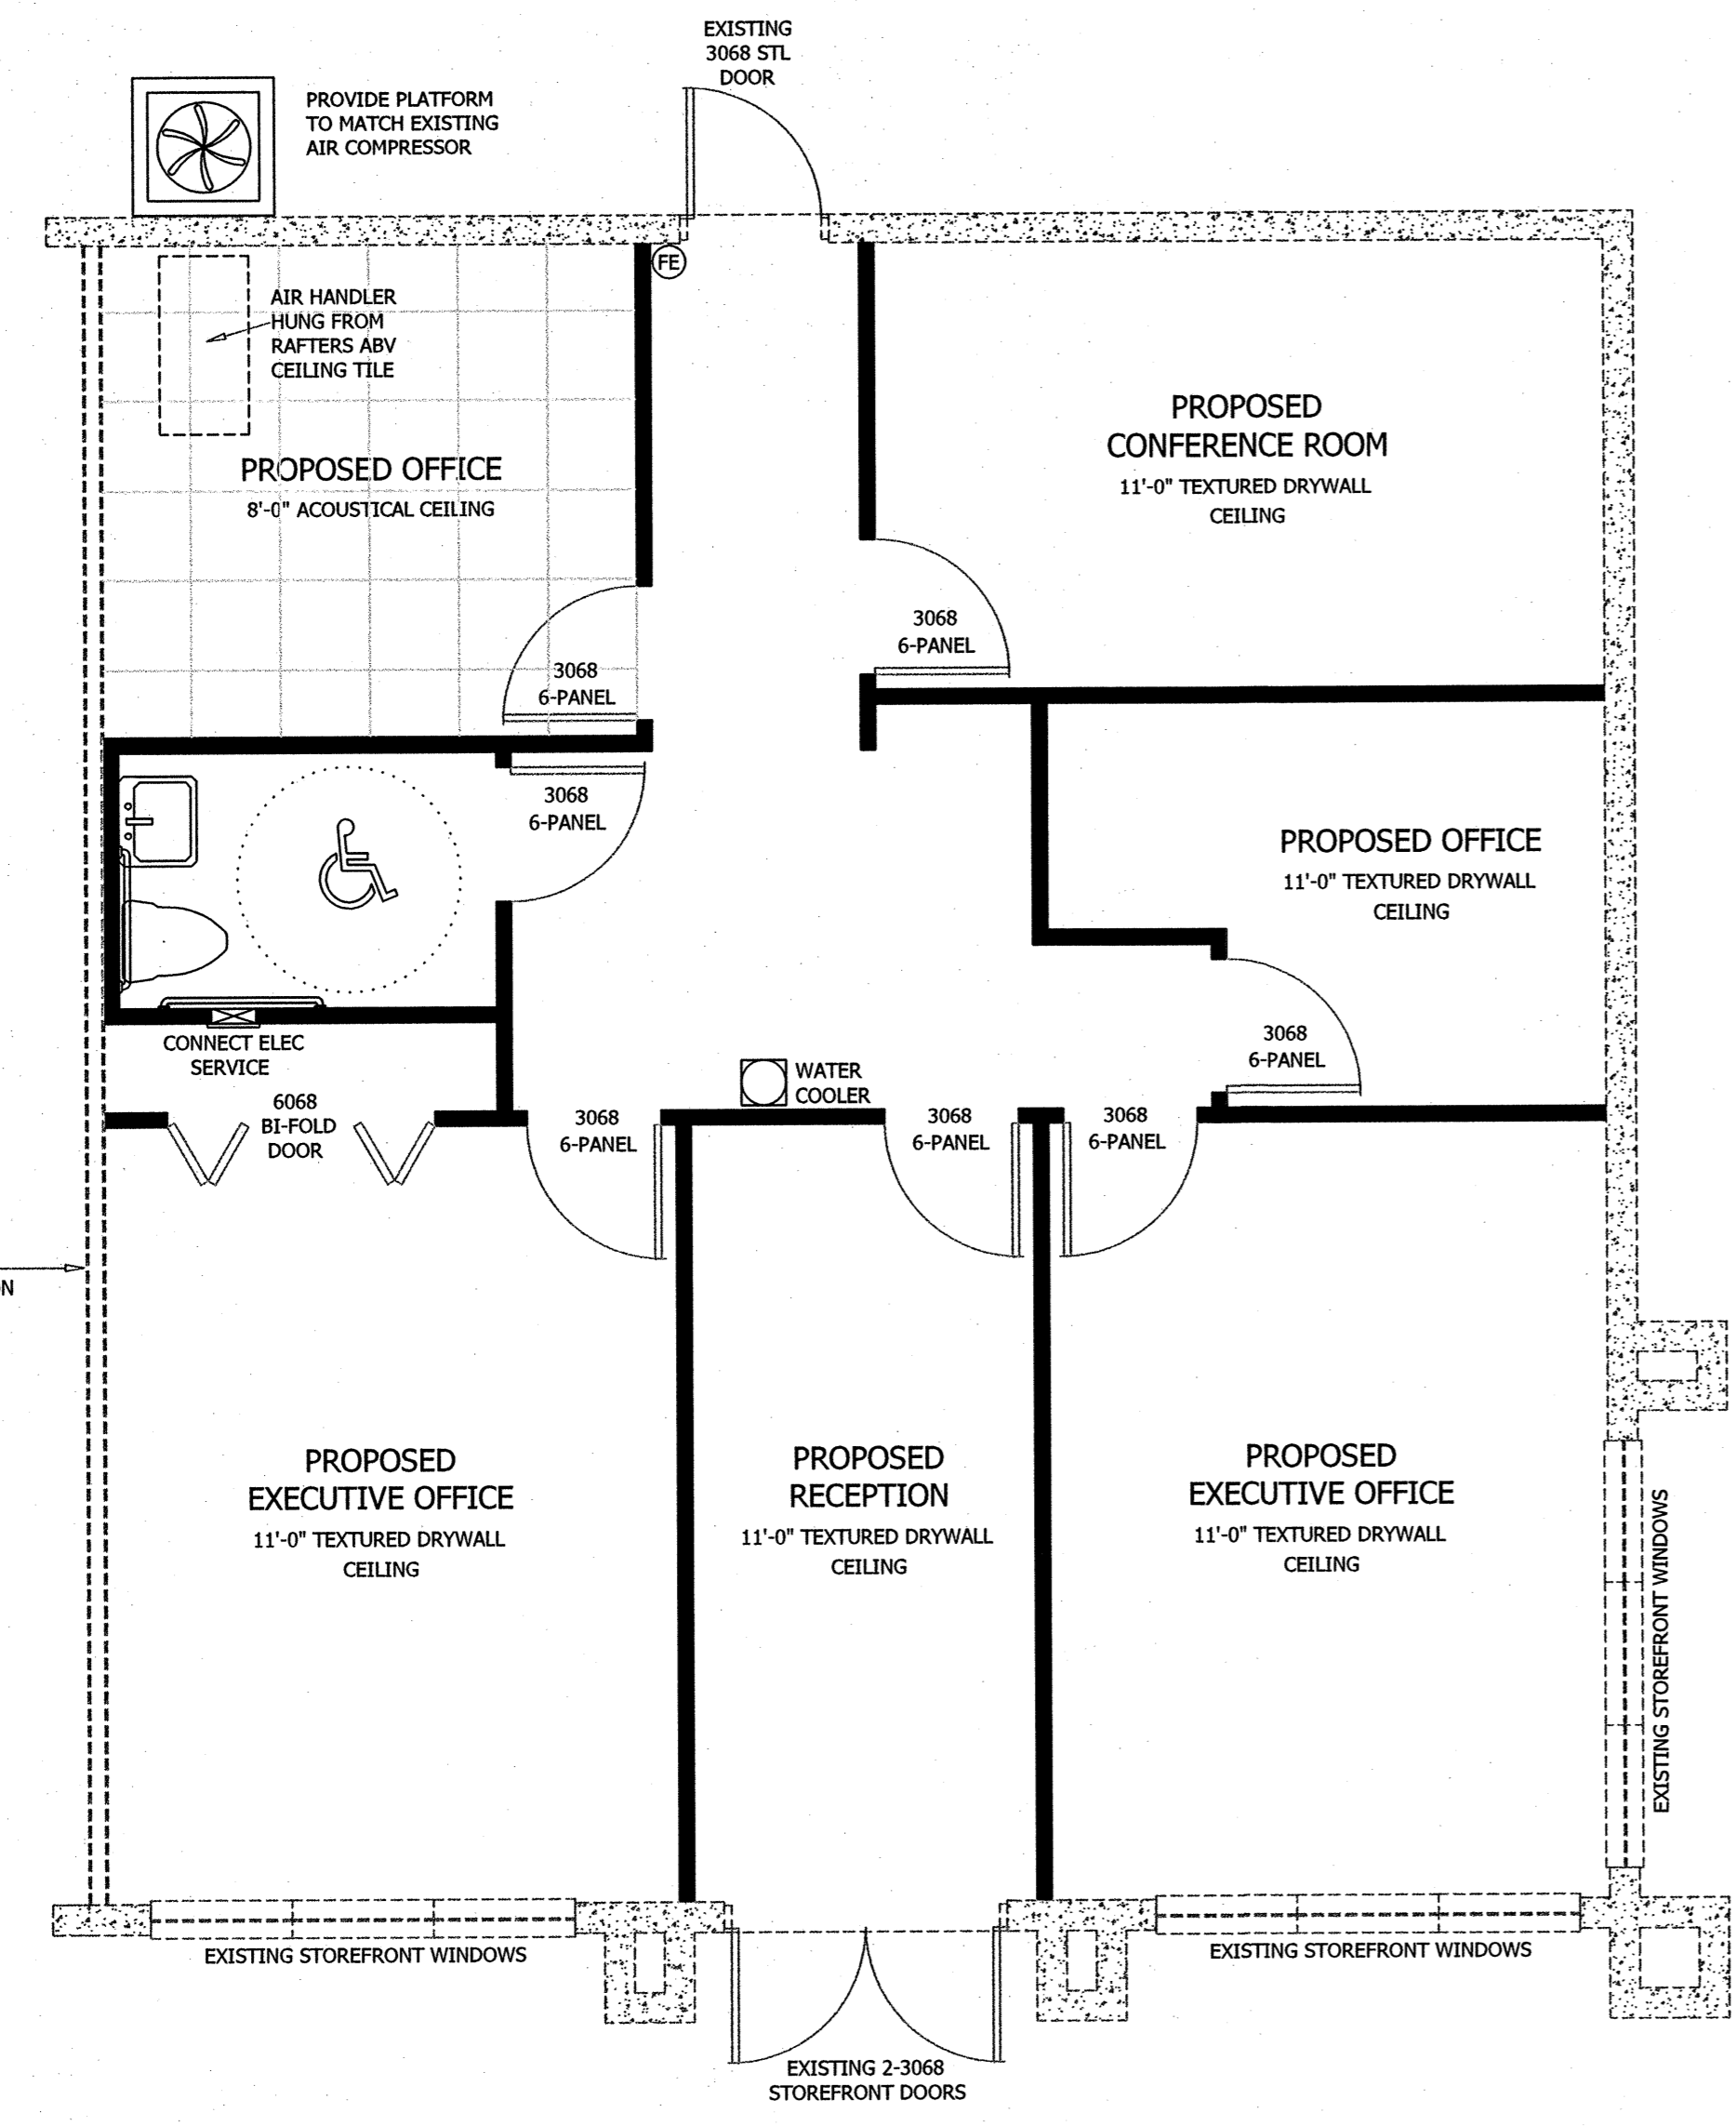 EXISTING
3068 STL
DOOR
PROVIDE PLATFORM
TO MATCH EXISTING
AIR COMPRESSOR
FE
AIR HANDLER
HUNG FROM
RAFTERS ABV
CEILING TILE
PROPOSED OFFICE
8'-0" ACOUSTICAL CEILING
PROPOSED
CONFERENCE ROOM
11'-0" TEXTURED DRYWALL
CEILING
3068
6-PANEL
3068
6-PANEL
3068
6-PANEL
PROPOSED OFFICE
11'-0" TEXTURED DRYWALL
CEILING
CONNECT ELEC
SERVICE
WATER
COOLER
3068
6-PANEL
6068
BI-FOLD
DOOR
3068
6-PANEL
3068
6-PANEL
3068
6-PANEL
PROPOSED
EXECUTIVE OFFICE
11'-0" TEXTURED DRYWALL
CEILING
PROPOSED
RECEPTION
11'-0" TEXTURED DRYWALL
CEILING
PROPOSED
EXECUTIVE OFFICE
11'-0" TEXTURED DRYWALL
CEILING
EXISTING STOREFRONT WINDOWS
EXISTING STOREFRONT WINDOWS
EXISTING STOREFRONT WINDOWS
EXISTING 2-3068
STOREFRONT DOORS